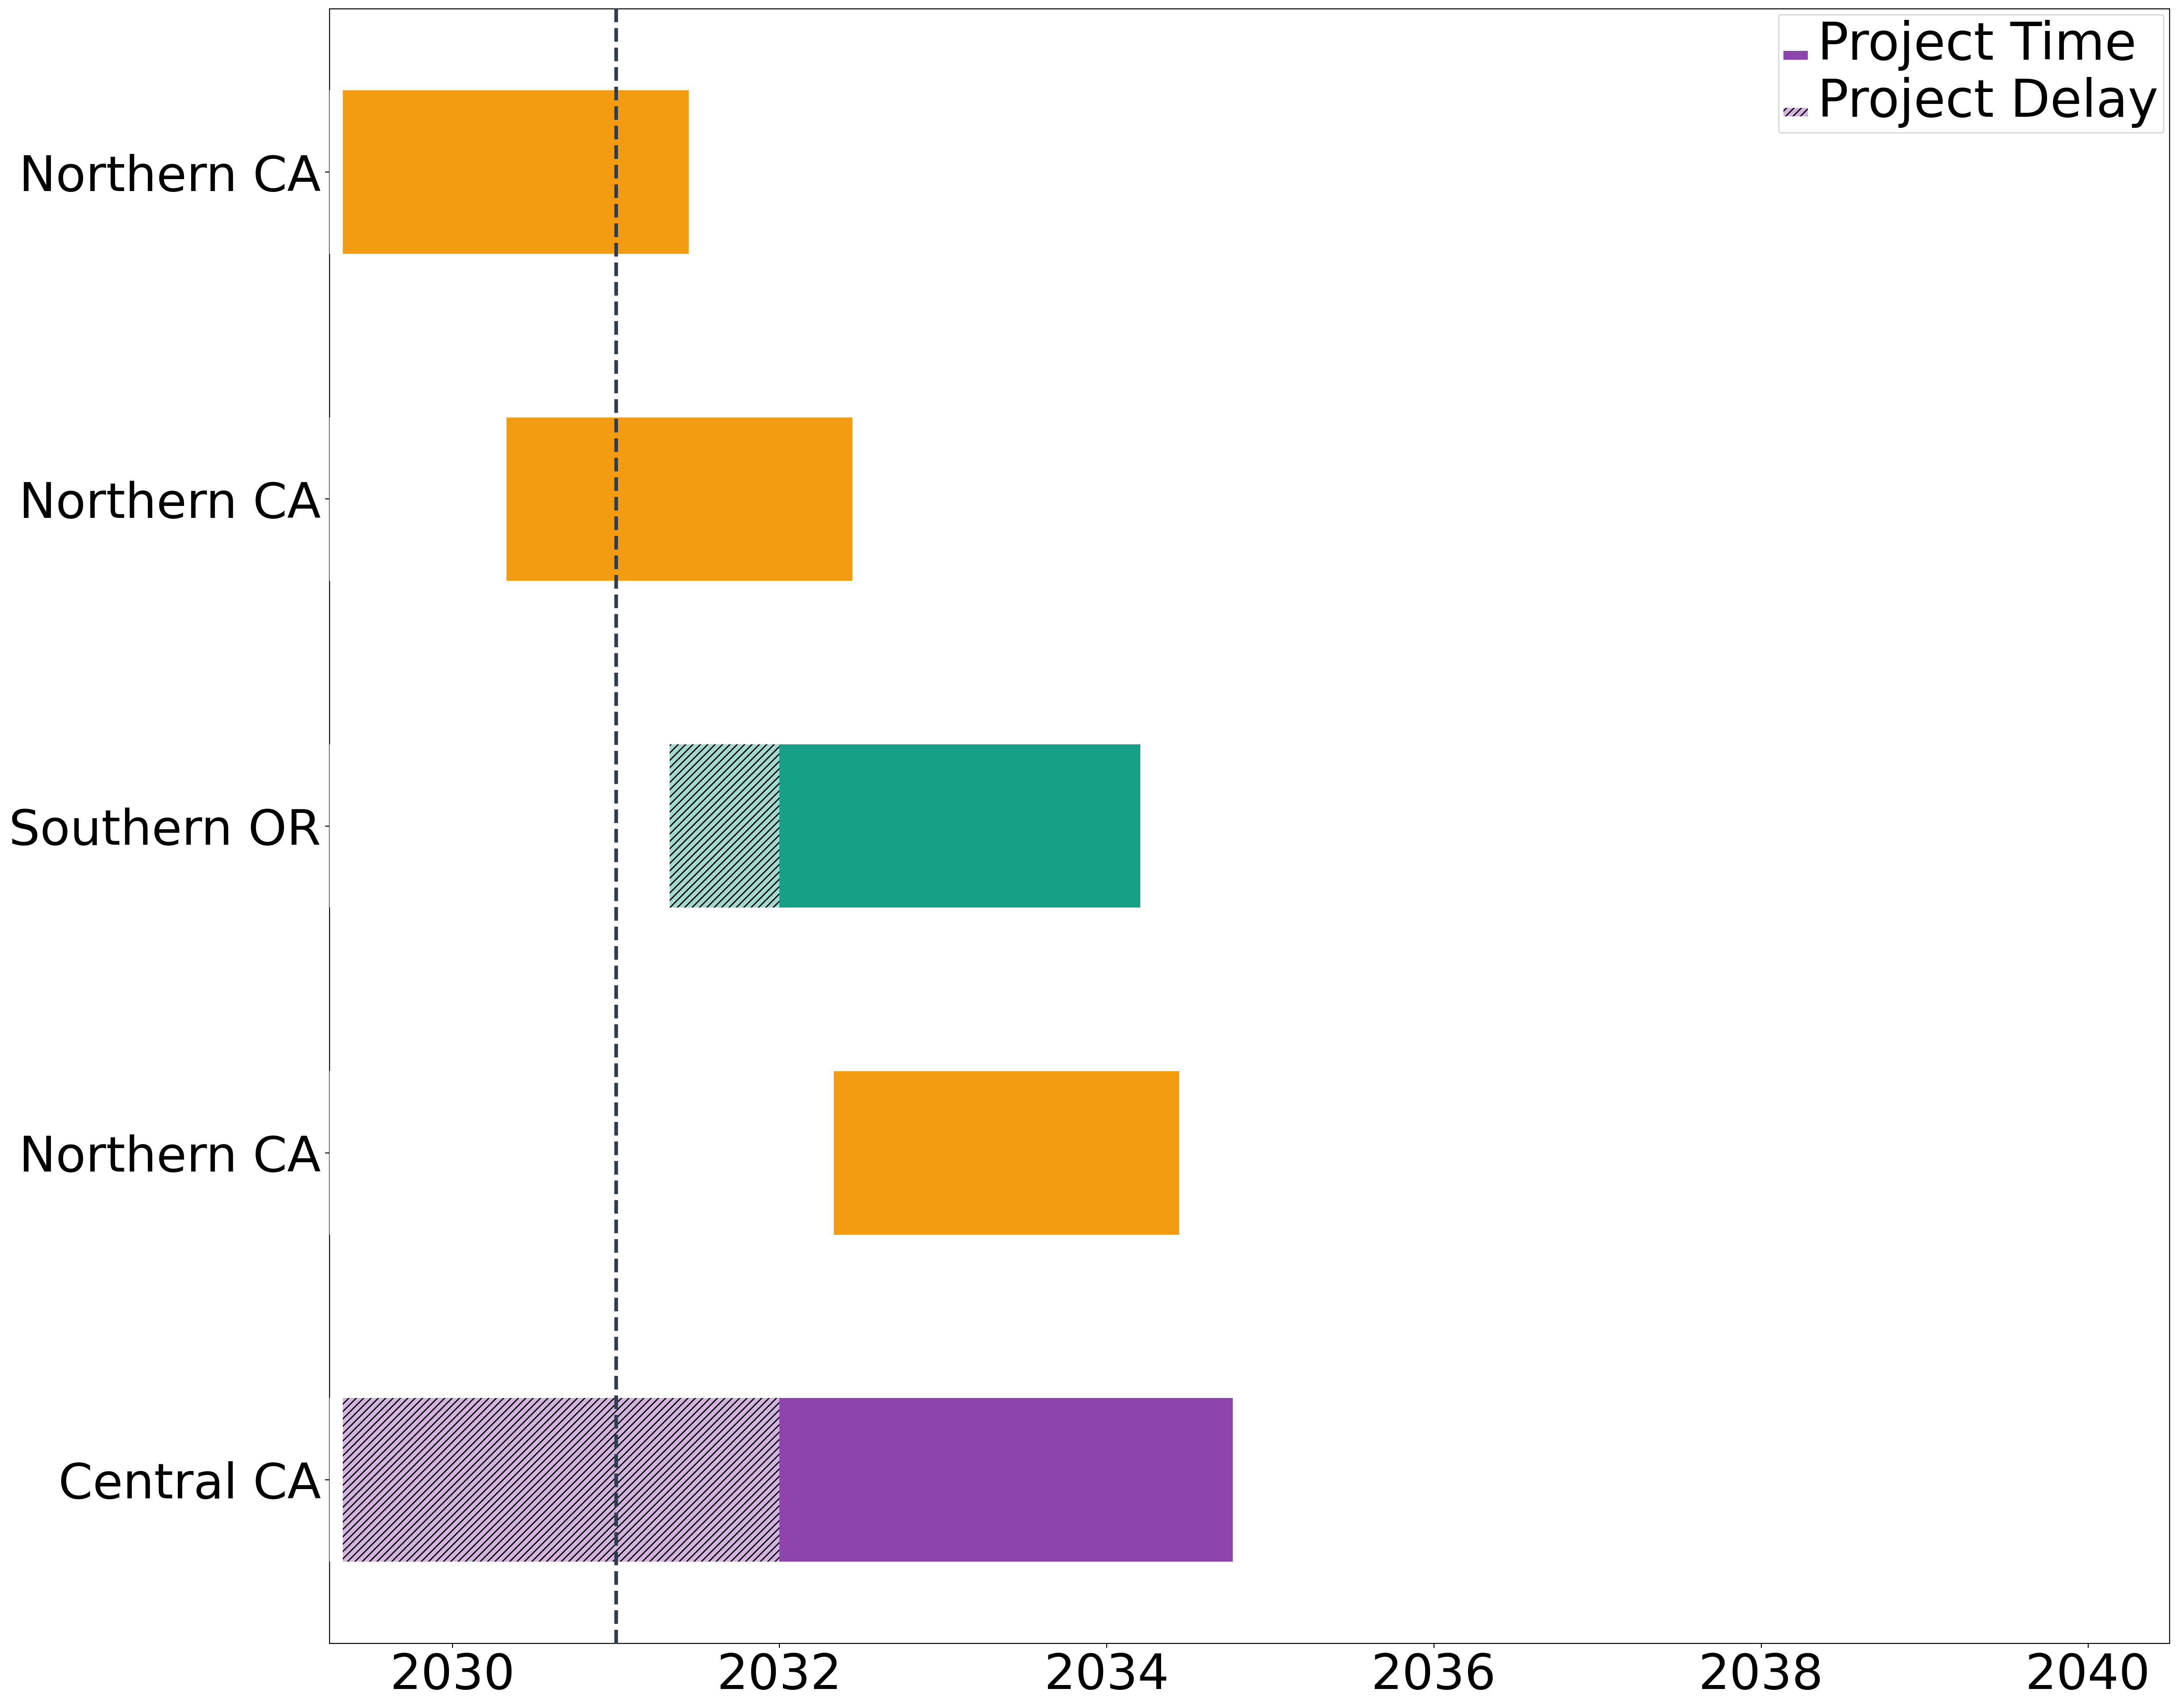 Project Time
Project Delay
Northern CA
Northern CA
Southern OR
Northern CA
Central CA
2030 2032 2034 2036 2038 2040